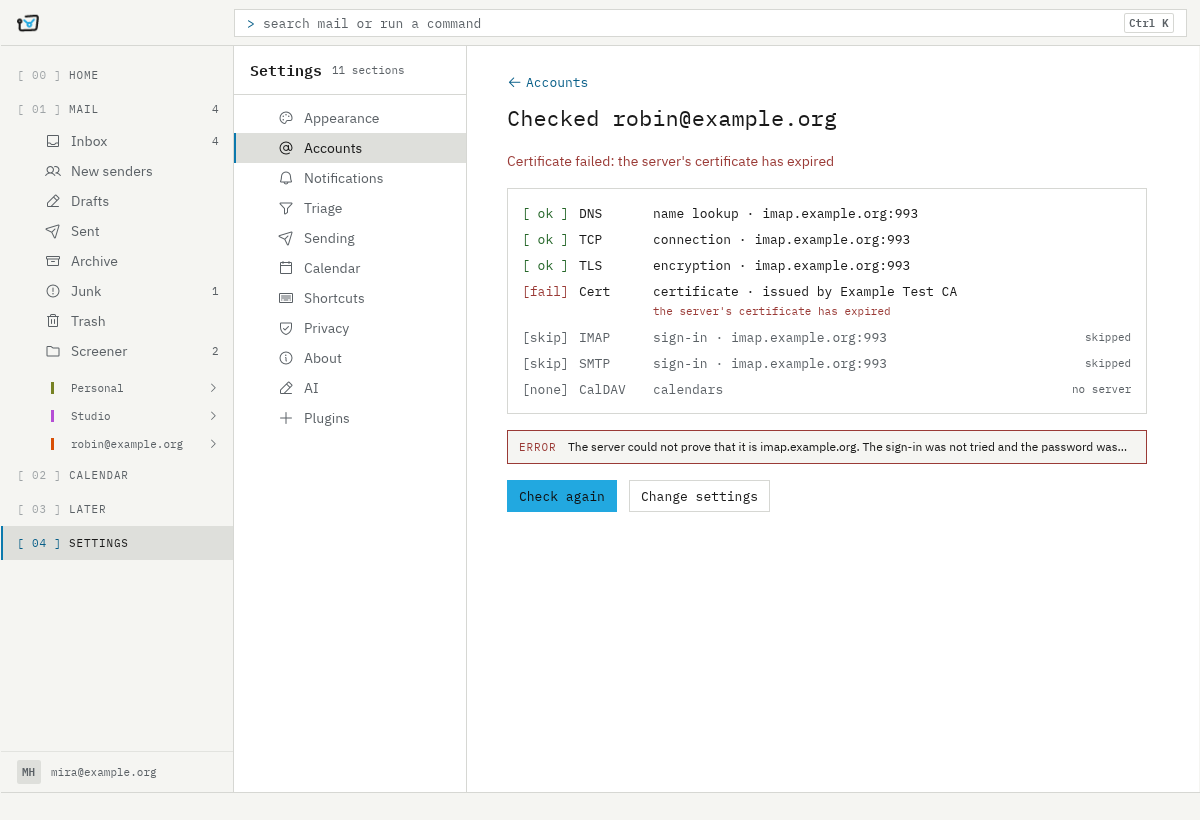 > search mail or run a command Ctrl K
[ 00 ] HOME
[ 01 ] MAIL 4
Inbox 4
New senders
Drafts
Sent
Archive
Junk 1
Trash
Screener 2
Personal
Studio
robin@example.org
[ 02 ] CALENDAR
[ 03 ] LATER
[ 04 ] SETTINGS
MH mira@example.org
Settings 11 sections
Appearance
Accounts
Notifications
Triage
Sending
Calendar
Shortcuts
Privacy
About
AI
Plugins
← Accounts
Checked robin@example.org
Certificate failed: the server's certificate has expired
[ ok ] DNS name lookup · imap.example.org:993
[ ok ] TCP connection · imap.example.org:993
[ ok ] TLS encryption · imap.example.org:993
[fail] Cert certificate · issued by Example Test CA
the server's certificate has expired
[skip] IMAP sign-in · imap.example.org:993 skipped
[skip] SMTP sign-in · imap.example.org:993 skipped
[none] CalDAV calendars no server
ERROR The server could not prove that it is imap.example.org. The sign-in was not tried and the password was...
Check again Change settings